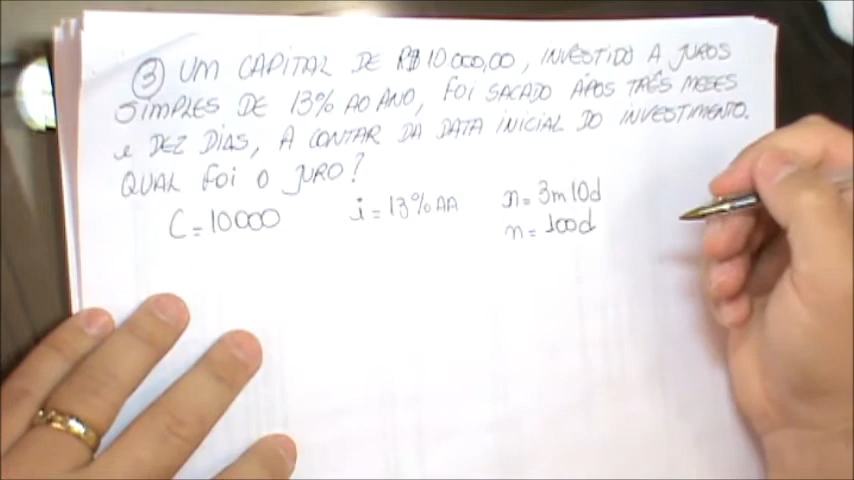 ③ UM CAPITAL DE R$ 10.000,00, INVESTIDO A JUROS
SIMPLES DE 13% AO ANO, FOI SACADO APÓS TRÊS MESES
e DEZ DIAS, A CONTAR DA DATA INICIAL DO INVESTIMENTO.
QUAL FOI O JURO?
C = 10000 i = 13% AA n = 3m 10d
n = 100d